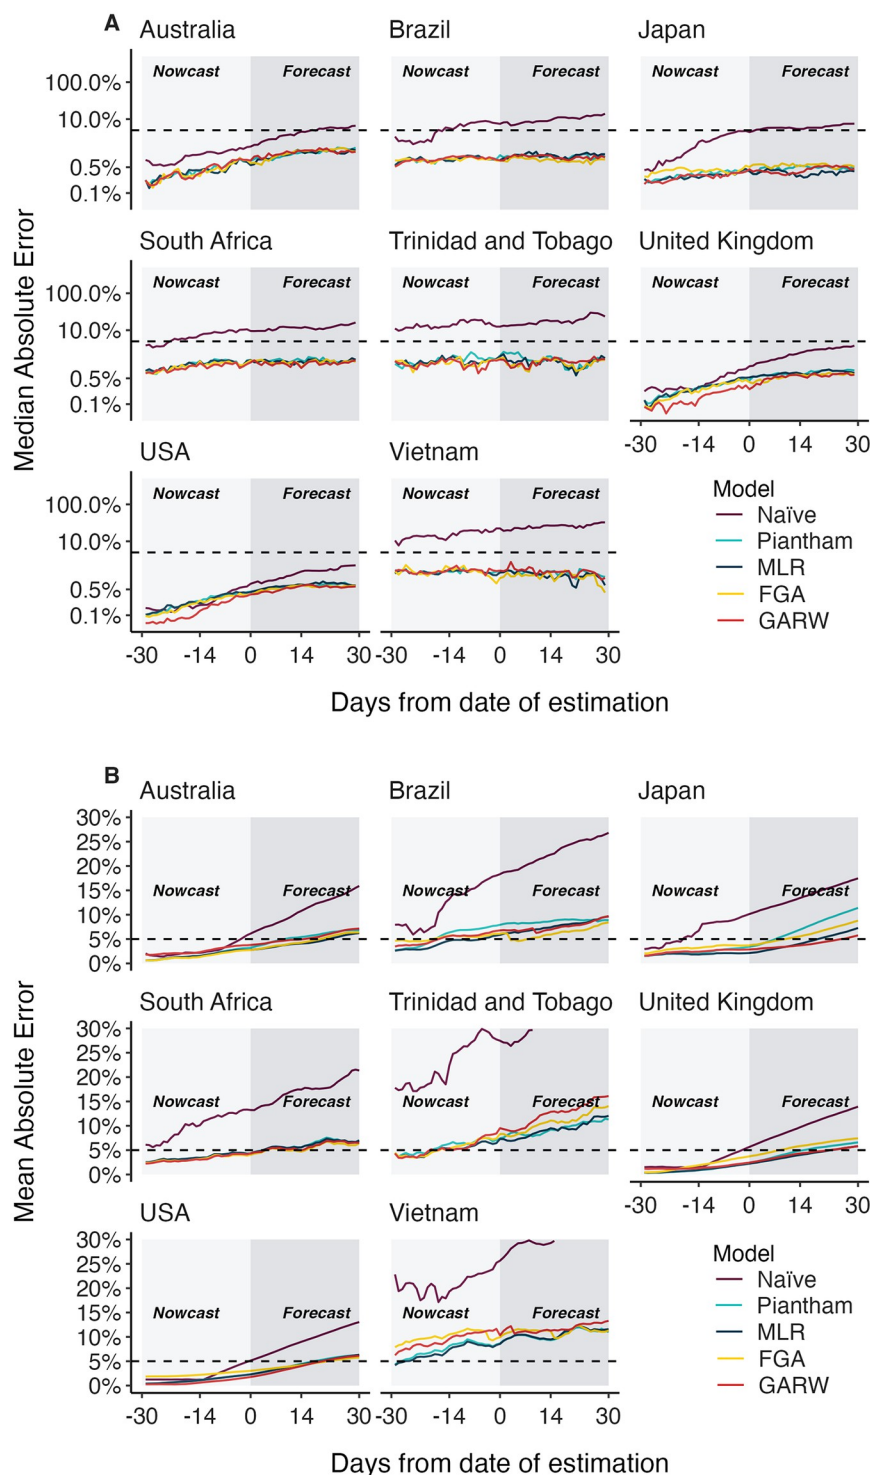 A
Australia Brazil Japan
100.0%
10.0%
0.5%
0.1%
Nowcast Forecast Nowcast Forecast Nowcast Forecast
South Africa Trinidad and Tobago United Kingdom
100.0%
10.0%
0.5%
0.1%
Nowcast Forecast Nowcast Forecast Nowcast Forecast
-30 -14 0 14 30
USA Vietnam
100.0%
10.0%
0.5%
0.1%
Nowcast Forecast Nowcast Forecast
-30 -14 0 14 30 -30 -14 0 14 30
Median Absolute Error
Days from date of estimation
Model
Naïve
Piantham
MLR
FGA
GARW
B
Australia Brazil Japan
30%
25%
20%
15%
10%
5%
0%
Nowcast Forecast Nowcast Forecast Nowcast Forecast
South Africa Trinidad and Tobago United Kingdom
30%
25%
20%
15%
10%
5%
0%
Nowcast Forecast Nowcast Forecast Nowcast Forecast
-30 -14 0 14 30
USA Vietnam
30%
25%
20%
15%
10%
5%
0%
Nowcast Forecast Nowcast Forecast
-30 -14 0 14 30 -30 -14 0 14 30
Mean Absolute Error
Days from date of estimation
Model
Naïve
Piantham
MLR
FGA
GARW